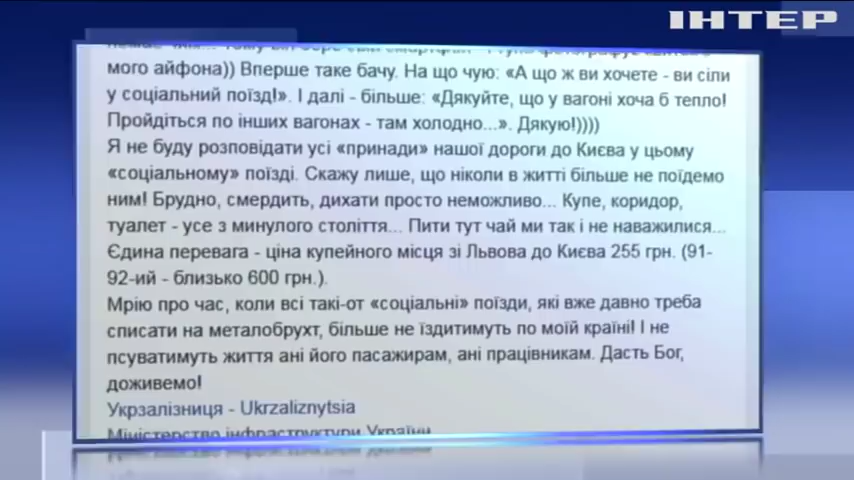 ІНТЕР
мого айфона)) Вперше таке бачу. На що чую: «А що ж ви хочете - ви сіли
у соціальний поїзд!». І далі - більше: «Дякуйте, що у вагоні хоча б тепло!
Пройдіться по інших вагонах - там холодно...». Дякую!))))
Я не буду розповідати усі «принади» нашої дороги до Києва у цьому
«соціальному» поїзді. Скажу лише, що ніколи в житті більше не поїдемо
ним! Брудно, смердить, дихати просто неможливо... Купе, коридор,
туалет - усе з минулого століття... Пити тут чай ми так і не наважилися...
Єдина перевага - ціна купейного місця зі Львова до Києва 255 грн. (91-
92-ий - близько 600 грн.).
Мрію про час, коли всі такі-от «соціальні» поїзди, які вже давно треба
списати на металобрухт, більше не їздитимуть по моїй країні! І не
псуватимуть життя ані його пасажирам, ані працівникам. Дасть Бог,
доживемо!
Укрзалізниця - Ukrzaliznytsia
Міністерство інфраструктури України